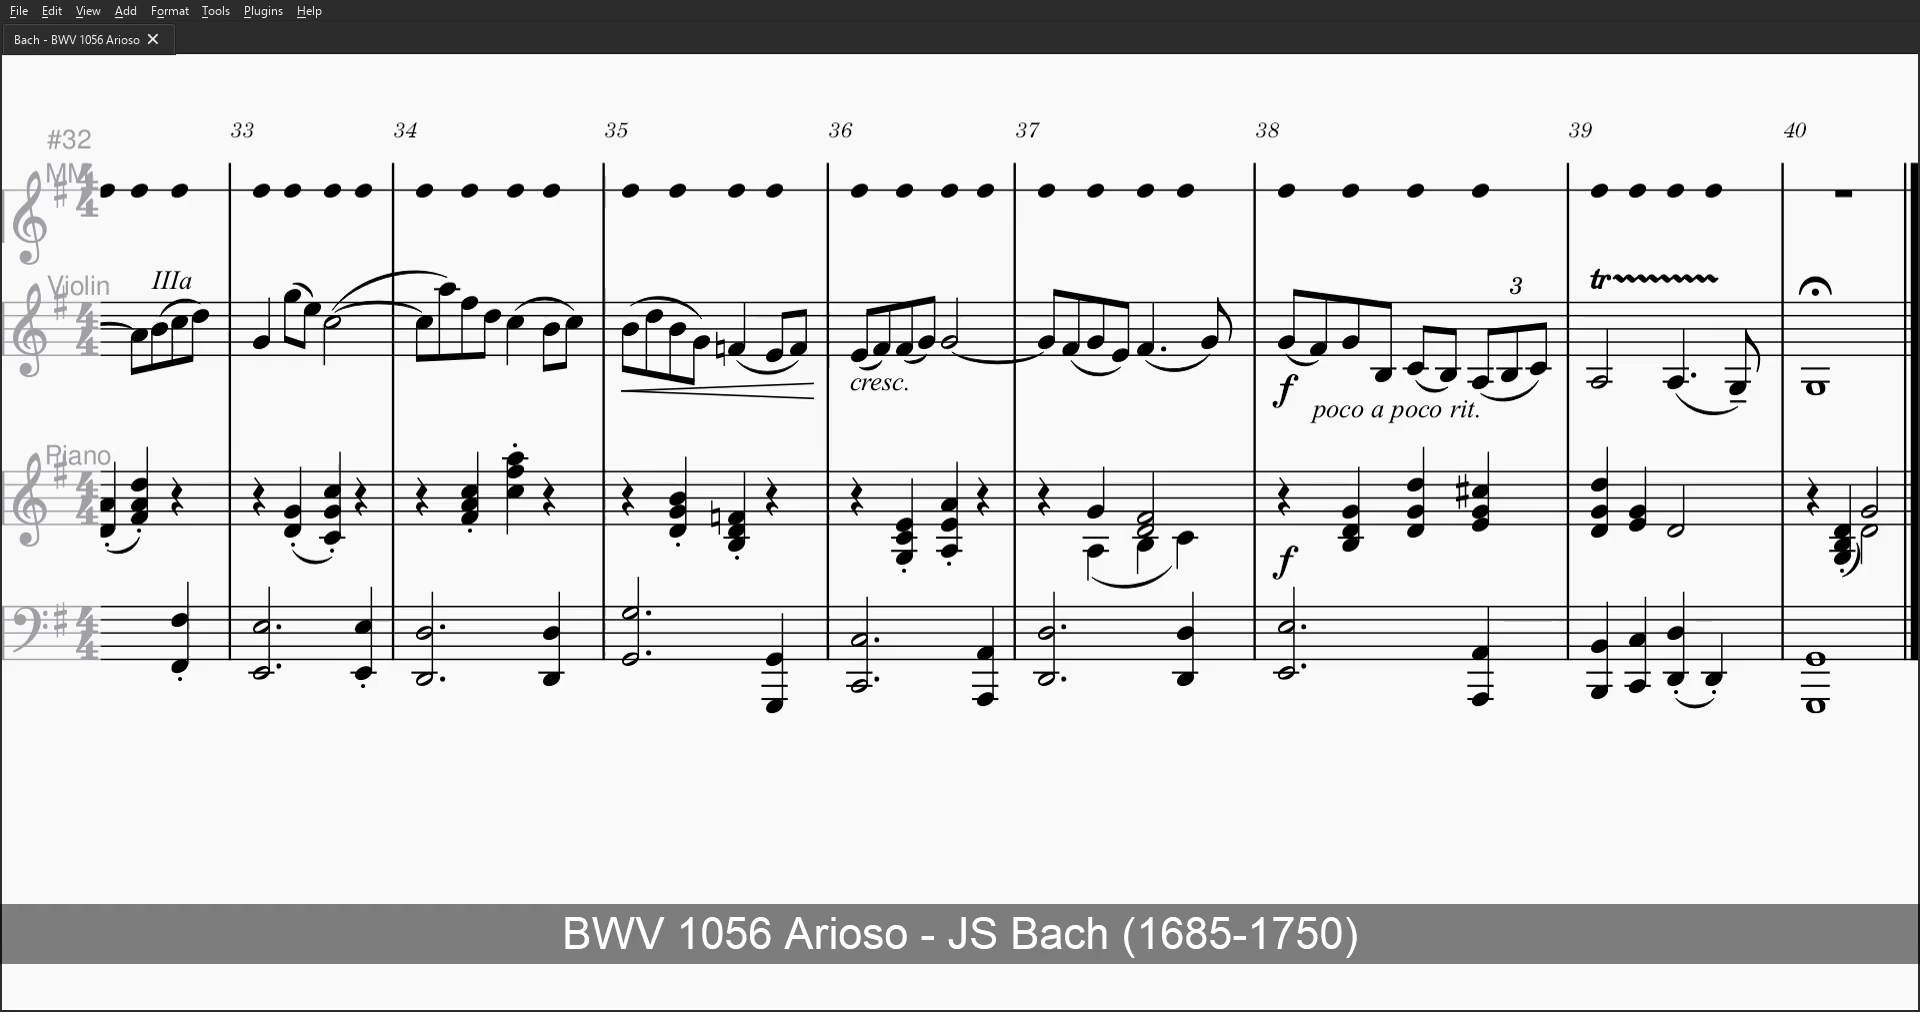 File Edit View Add Format Tools Plugins Help
Bach - BWV 1056 Arioso
33 34 35 36 37 38 39 40
#32
MM
IIIa
3
tr
Violin
cresc.
f
poco a poco rit.
Piano
f
BWV 1056 Arioso - JS Bach (1685-1750)